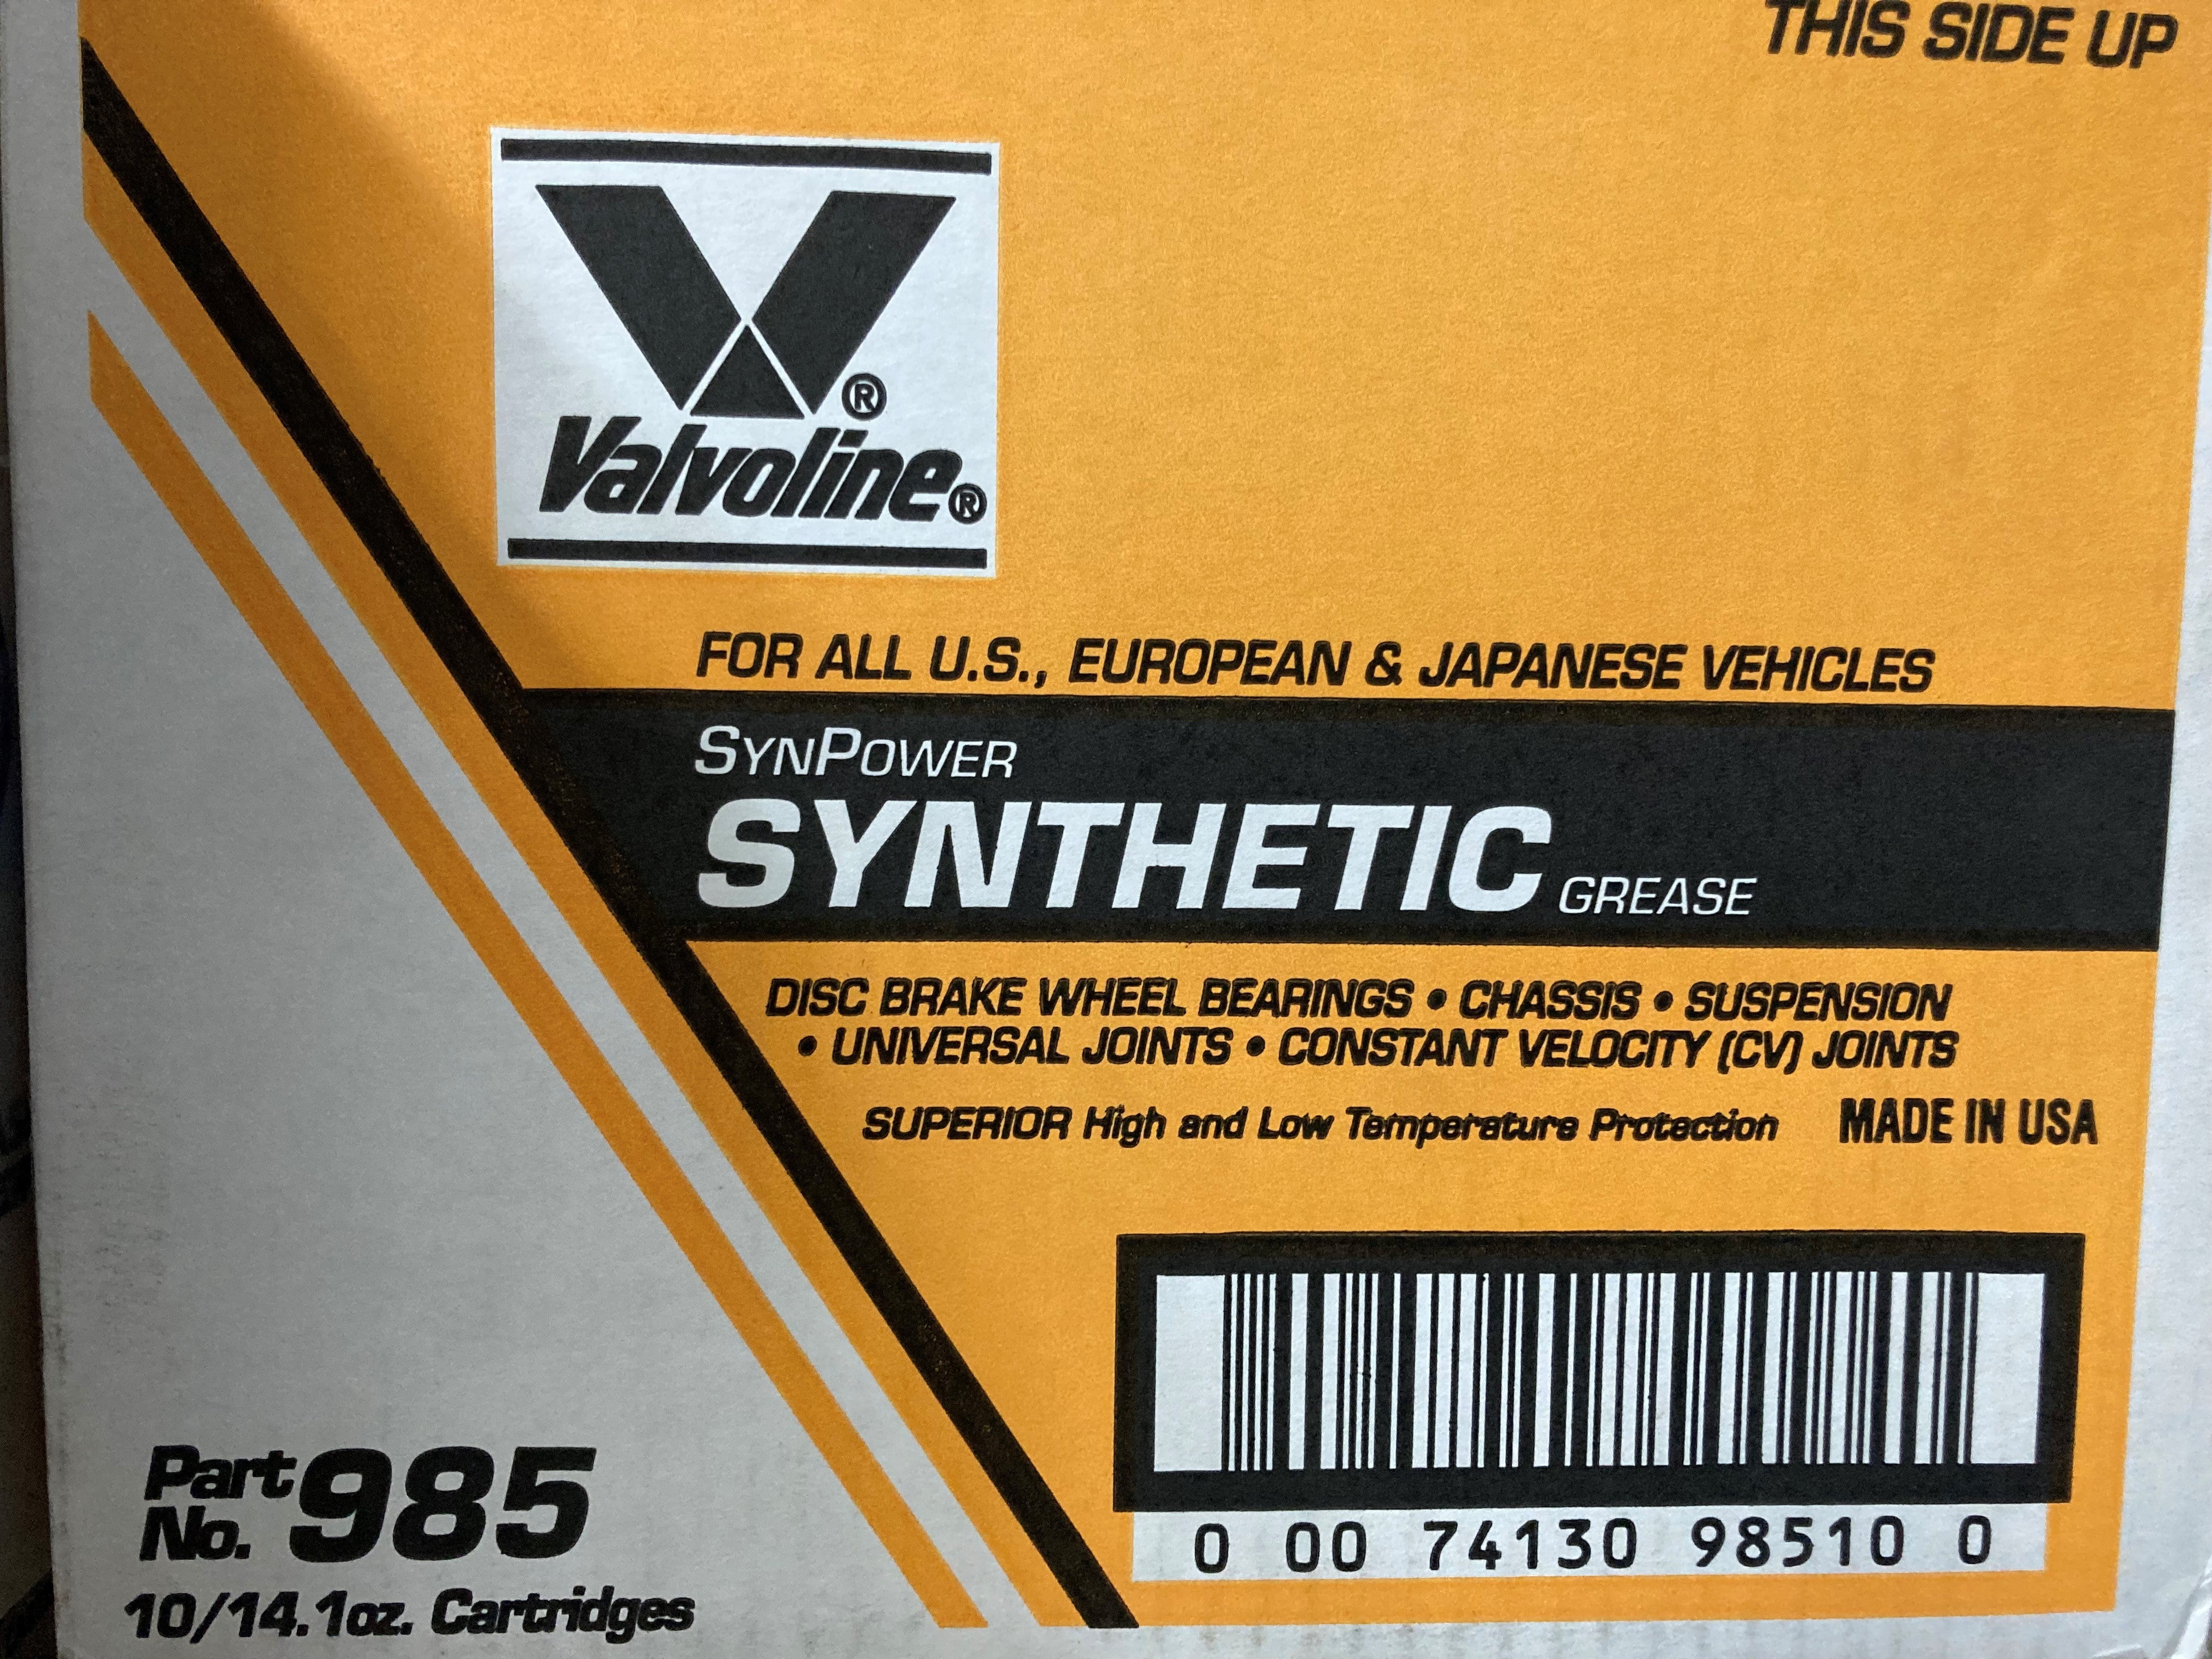 THIS SIDE UP
®
Valvoline®
FOR ALL U.S., EUROPEAN & JAPANESE VEHICLES
SYNPOWER
SYNTHETIC GREASE
DISC BRAKE WHEEL BEARINGS • CHASSIS • SUSPENSION
• UNIVERSAL JOINTS • CONSTANT VELOCITY (CV) JOINTS
SUPERIOR High and Low Temperature Protection MADE IN USA
Part No. 985
10/14.1oz. Cartridges
0 00 74130 98510 0